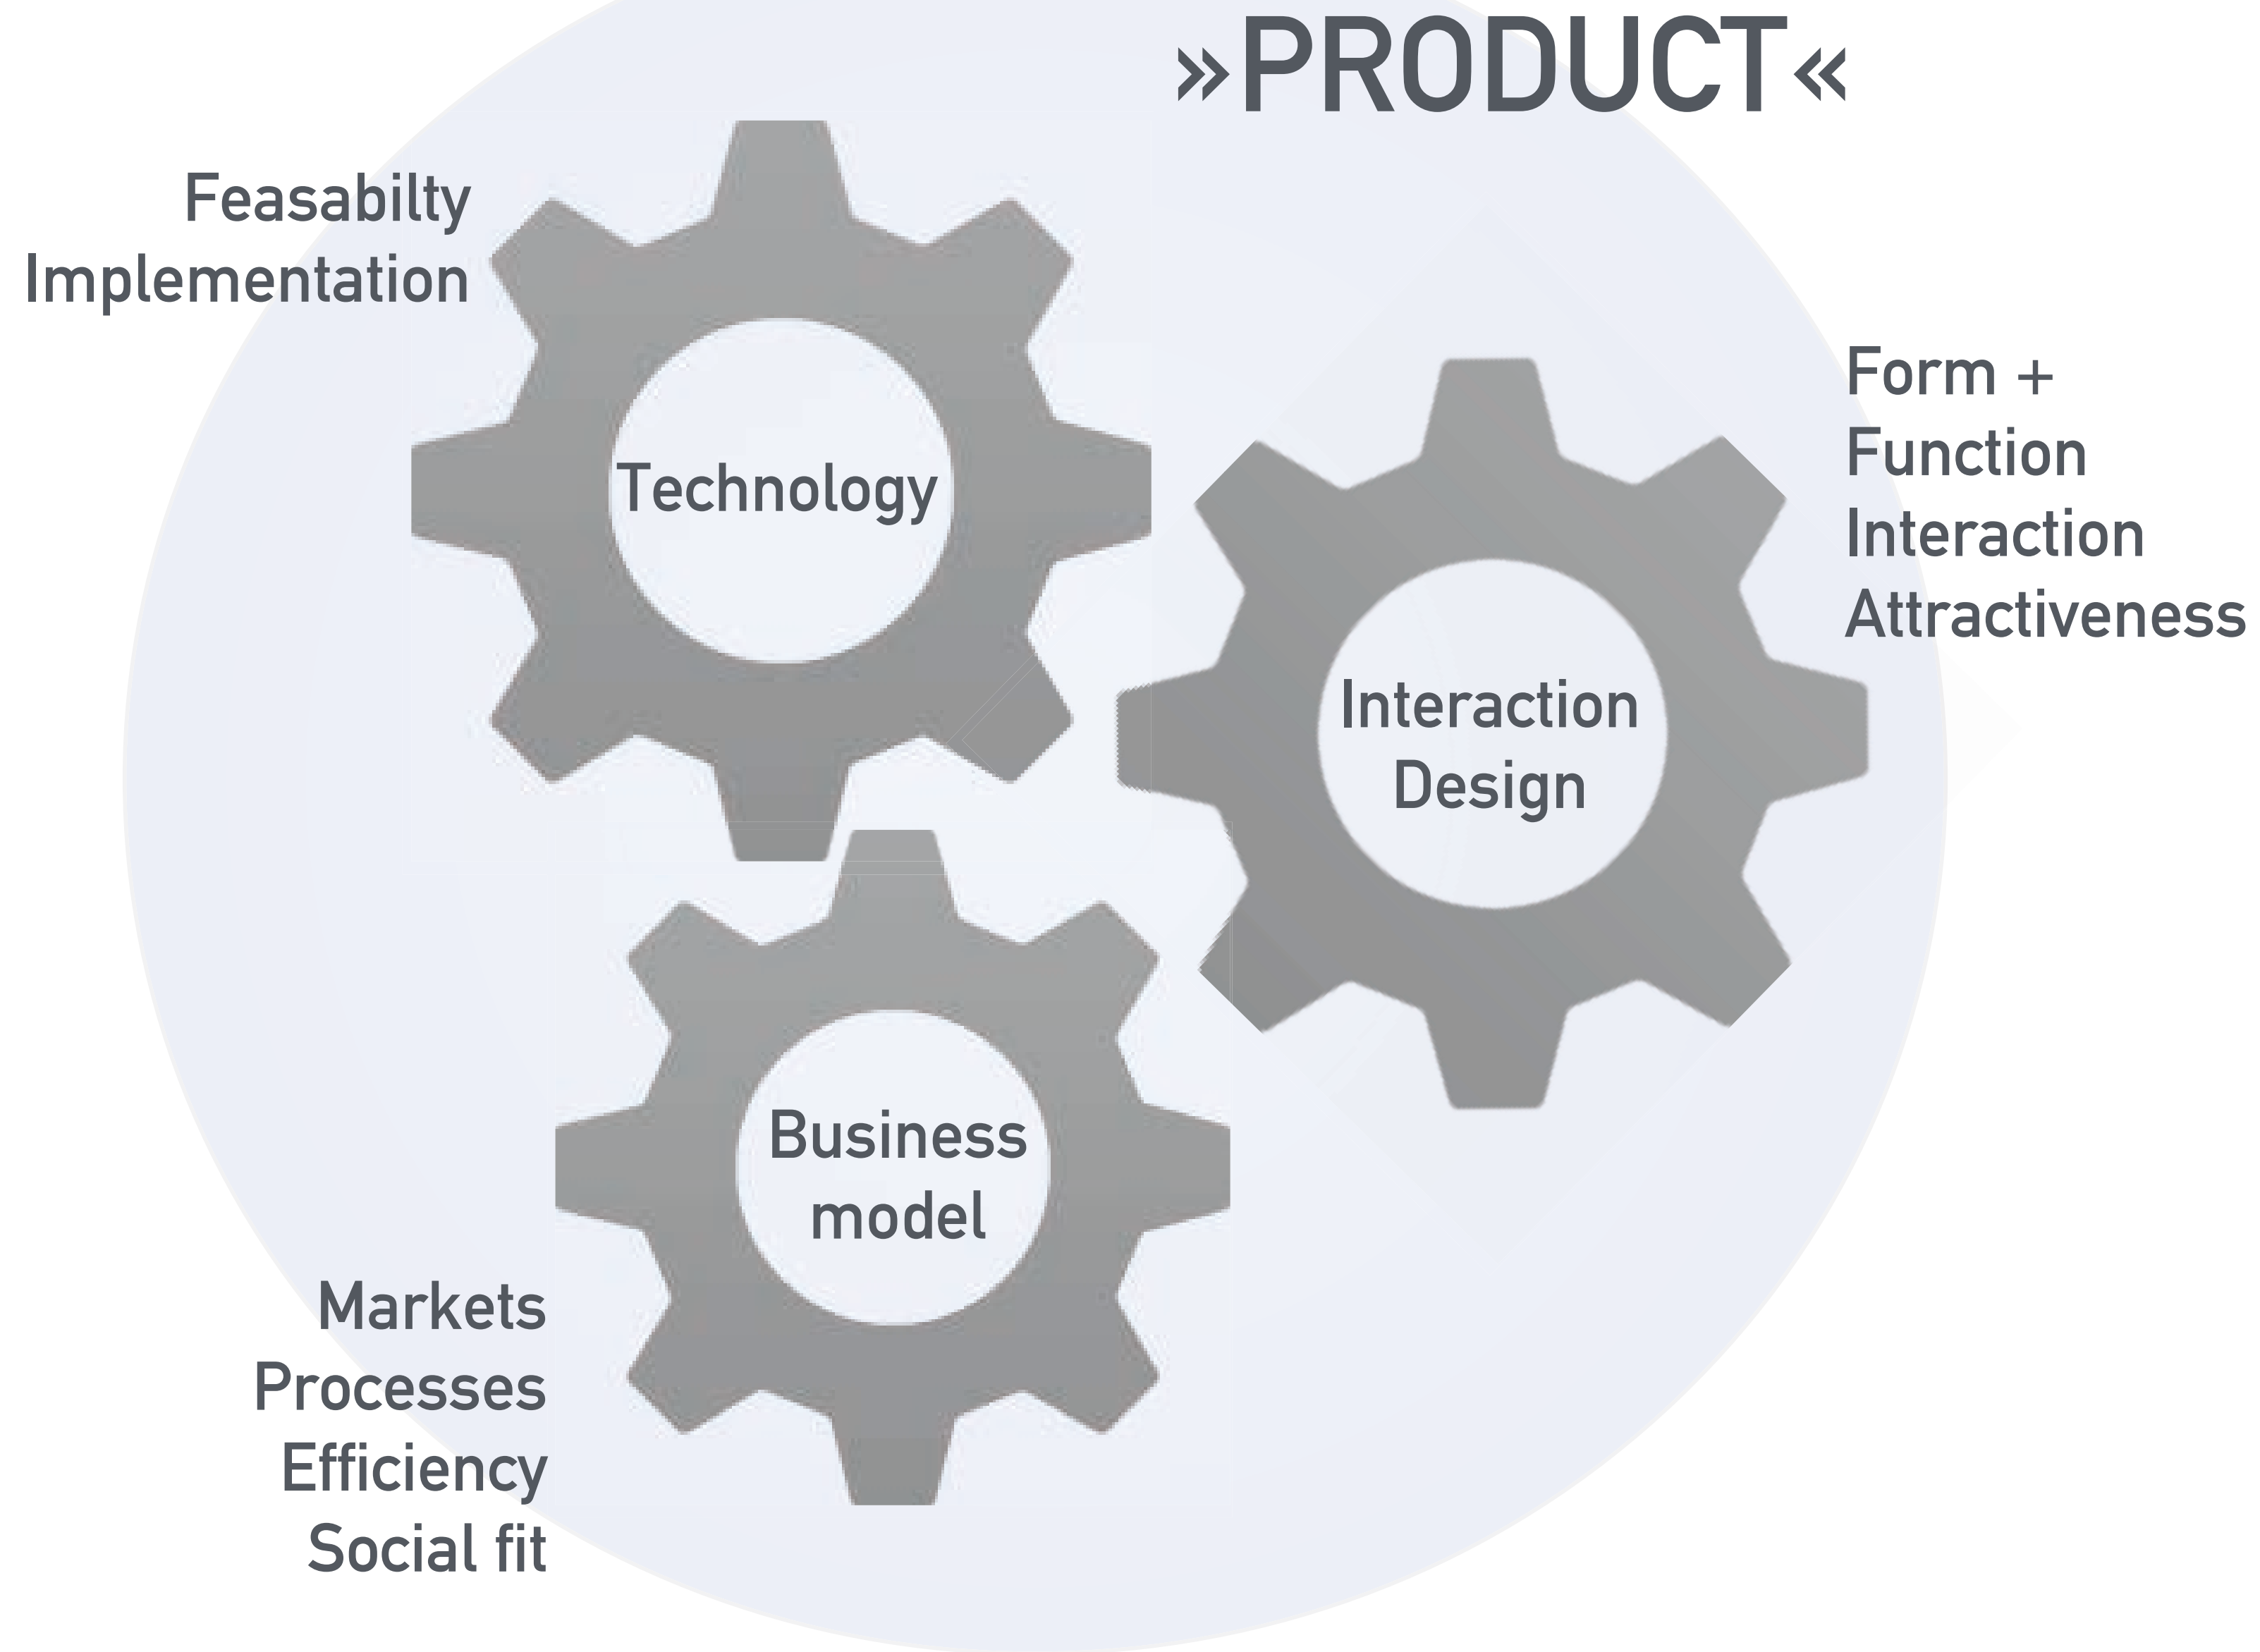 »PRODUCT«
Feasabilty
Implementation
Technology
Form +
Function
Interaction
Attractiveness
Interaction
Design
Business
model
Markets
Processes
Efficiency
Social fit